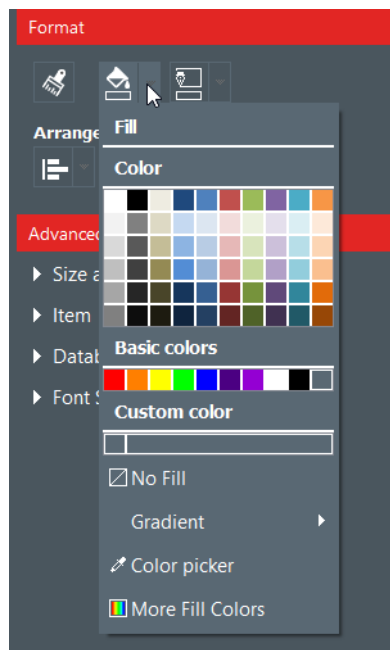 Format
Fill
Arrange
Color
Advanced
Size a
Item
Datab
Basic colors
Font S
Custom color
No Fill
Gradient
Color picker
More Fill Colors